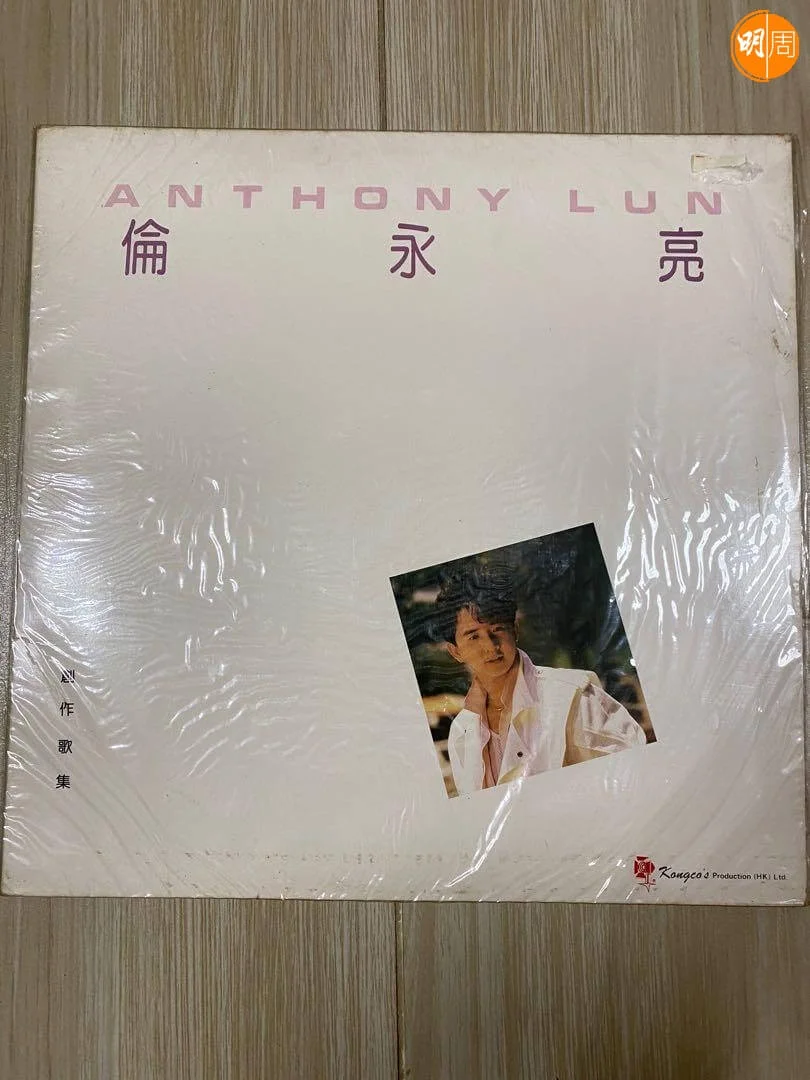 明周
ANTHONY LUN
倫永亮
創作歌集
Kongco's Production (HK) Ltd.